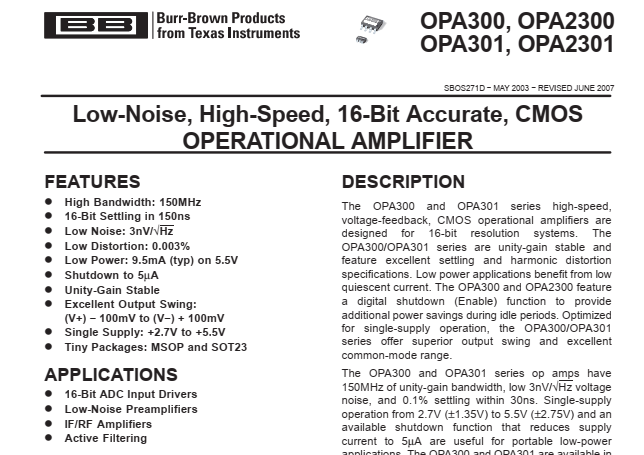 BB Burr-Brown Products
from Texas Instruments
OPA300, OPA2300
OPA301, OPA2301
SBOS271D − MAY 2003 − REVISED JUNE 2007
Low-Noise, High-Speed, 16-Bit Accurate, CMOS
OPERATIONAL AMPLIFIER
FEATURES
● High Bandwidth: 150MHz
● 16-Bit Settling in 150ns
● Low Noise: 3nV/√Hz
● Low Distortion: 0.003%
● Low Power: 9.5mA (typ) on 5.5V
● Shutdown to 5µA
● Unity-Gain Stable
● Excellent Output Swing:
(V+) − 100mV to (V−) + 100mV
● Single Supply: +2.7V to +5.5V
● Tiny Packages: MSOP and SOT23
APPLICATIONS
● 16-Bit ADC Input Drivers
● Low-Noise Preamplifiers
● IF/RF Amplifiers
● Active Filtering
DESCRIPTION
The OPA300 and OPA301 series high-speed,
voltage-feedback, CMOS operational amplifiers are
designed for 16-bit resolution systems. The
OPA300/OPA301 series are unity-gain stable and
feature excellent settling and harmonic distortion
specifications. Low power applications benefit from low
quiescent current. The OPA300 and OPA2300 feature
a digital shutdown (Enable) function to provide
additional power savings during idle periods. Optimized
for single-supply operation, the OPA300/OPA301
series offer superior output swing and excellent
common-mode range.
The OPA300 and OPA301 series op amps have
150MHz of unity-gain bandwidth, low 3nV/√Hz voltage
noise, and 0.1% settling within 30ns. Single-supply
operation from 2.7V (±1.35V) to 5.5V (±2.75V) and an
available shutdown function that reduces supply
current to 5µA are useful for portable low-power
applications. The OPA300 and OPA301 are available in